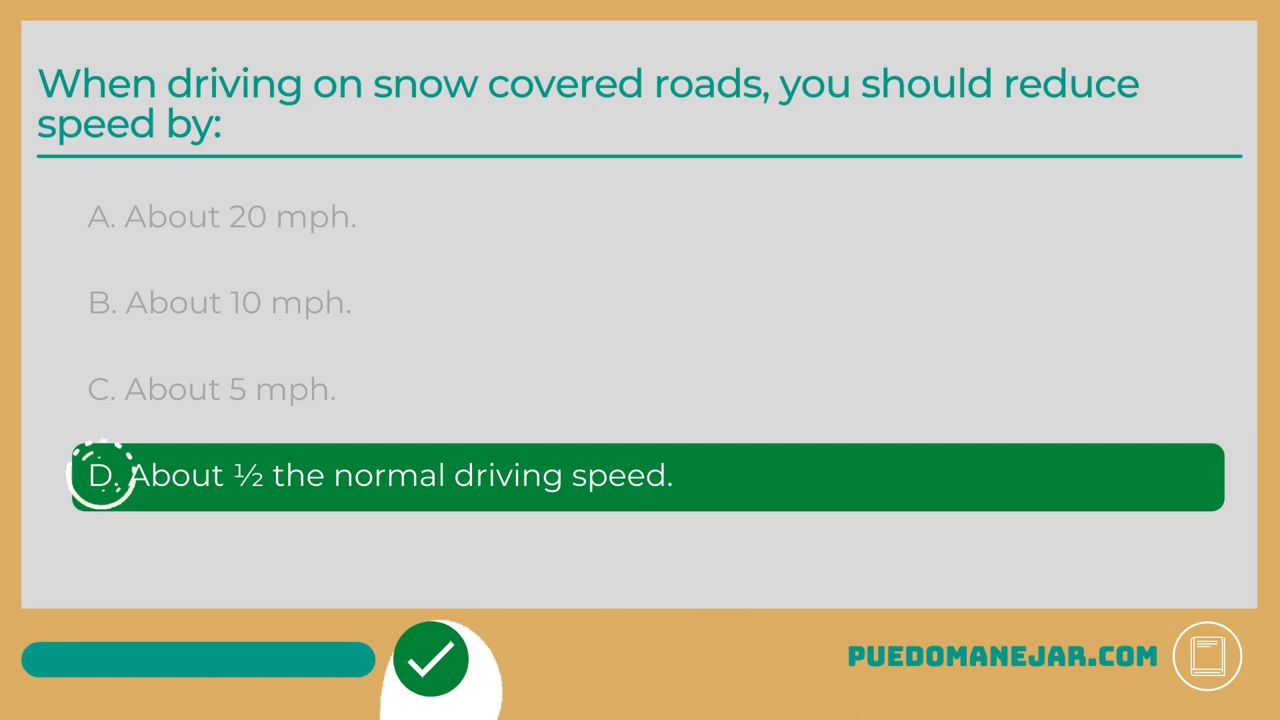 When driving on snow covered roads, you should reduce
speed by:
A. About 20 mph.
B. About 10 mph.
C. About 5 mph.
D. About ½ the normal driving speed.
PUEDOMANEJAR.COM